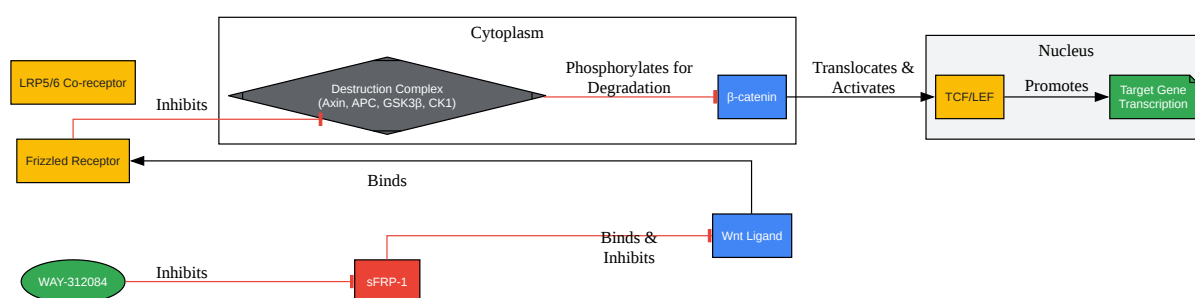 Cytoplasm
Nucleus
LRP5/6 Co-receptor
Inhibits
Destruction Complex
(Axin, APC, GSK3β, CK1)
Phosphorylates for
Degradation
β-catenin
Translocates &
Activates
TCF/LEF
Promotes
Target Gene
Transcription
Frizzled Receptor
Binds
Wnt Ligand
Binds &
Inhibits
WAY-312084
Inhibits
sFRP-1